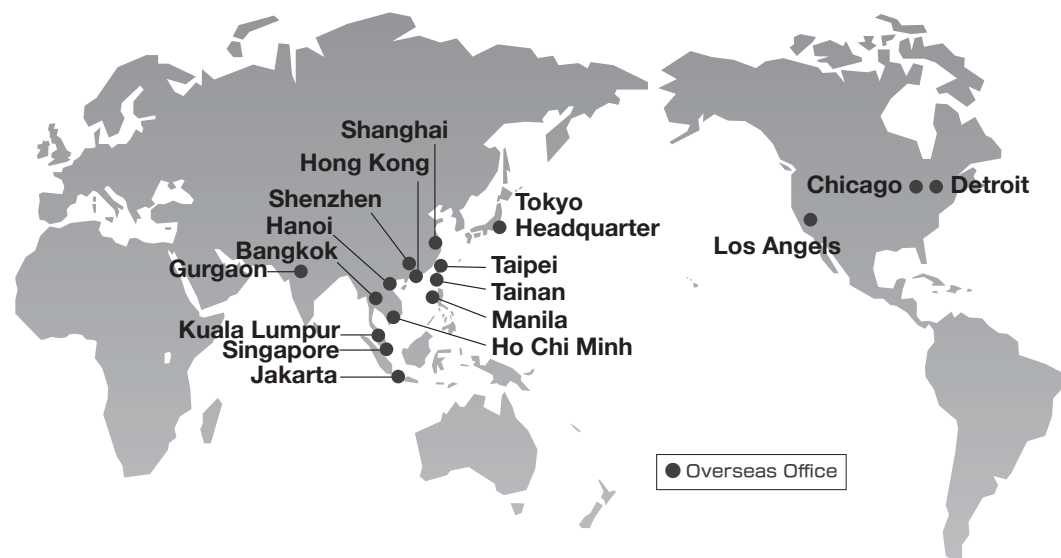 Shanghai
Hong Kong
Shenzhen
Hanoi
Bangkok
Gurgaon
Kuala Lumpur
Singapore
Jakarta
Tokyo
Headquarter
Taipei
Tainan
Manila
Ho Chi Minh
Chicago
Detroit
Los Angels
Overseas Office